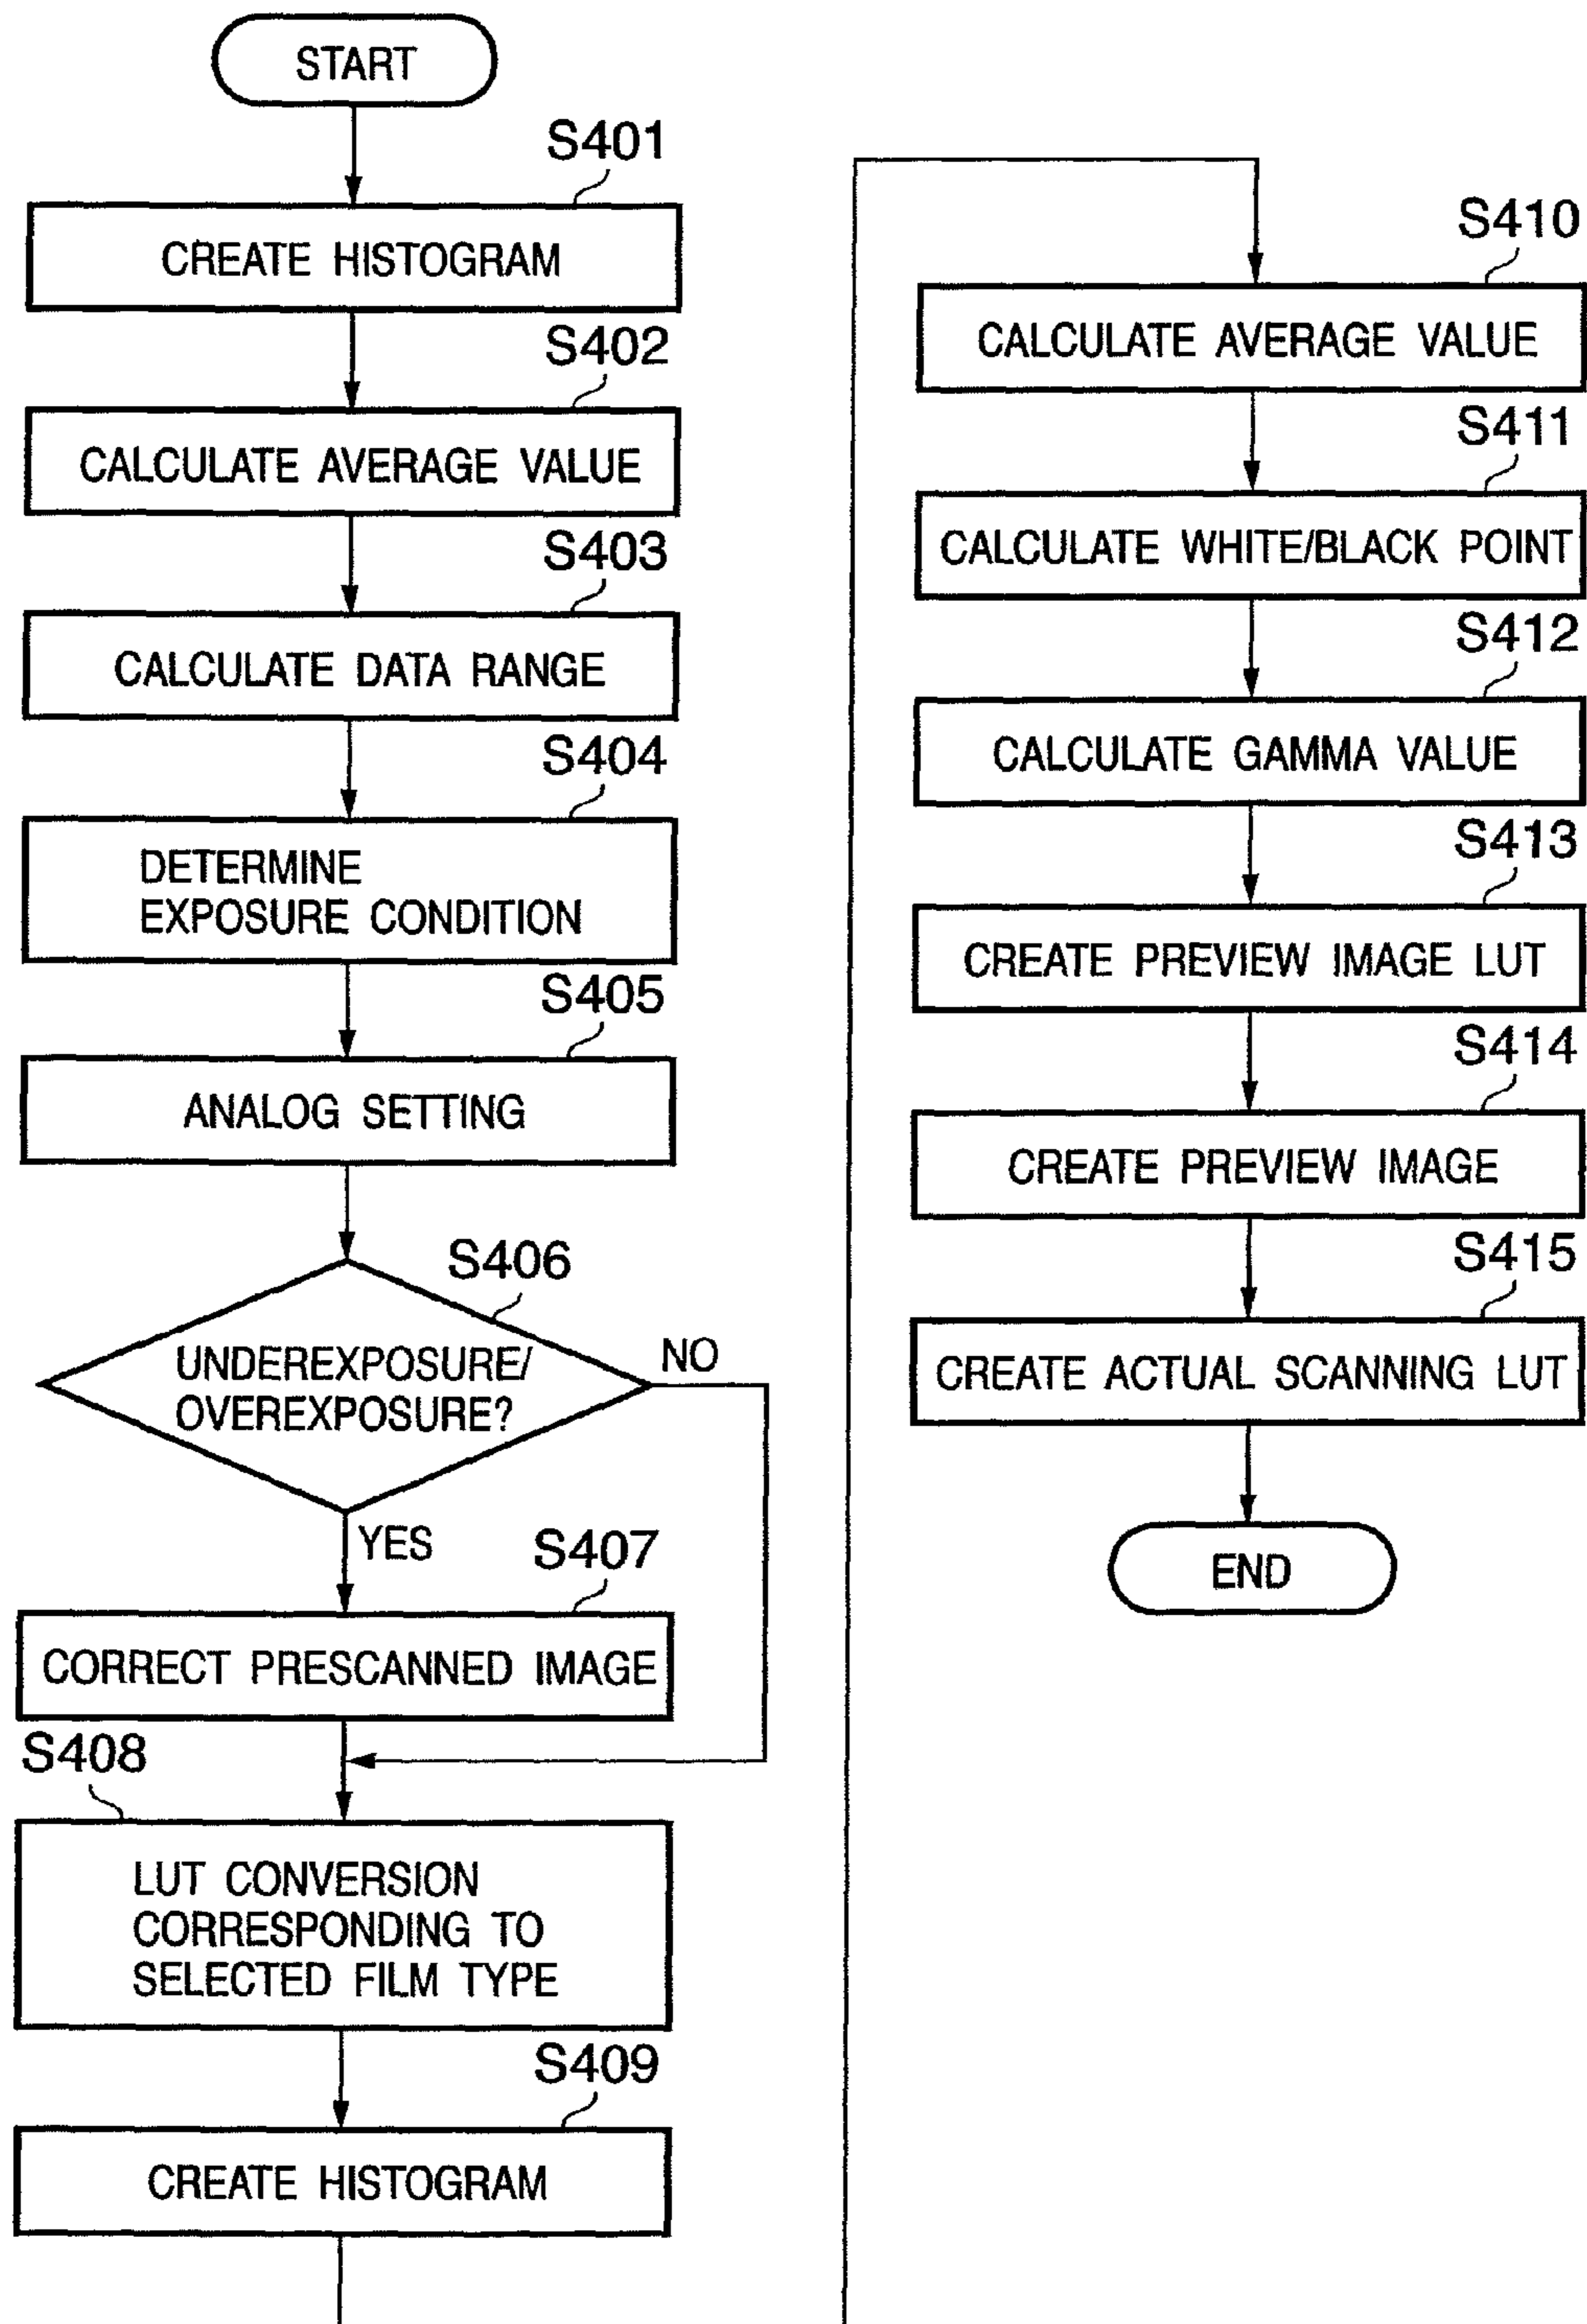 START
S401
CREATE HISTOGRAM
S402
CALCULATE AVERAGE VALUE
S403
CALCULATE DATA RANGE
S404
DETERMINE
EXPOSURE CONDITION
S405
ANALOG SETTING
S406
UNDEREXPOSURE/
OVEREXPOSURE?
NO
YES
S407
CORRECT PRESCANNED IMAGE
S408
LUT CONVERSION
CORRESPONDING TO
SELECTED FILM TYPE
S409
CREATE HISTOGRAM
S410
CALCULATE AVERAGE VALUE
S411
CALCULATE WHITE/BLACK POINT
S412
CALCULATE GAMMA VALUE
S413
CREATE PREVIEW IMAGE LUT
S414
CREATE PREVIEW IMAGE
S415
CREATE ACTUAL SCANNING LUT
END